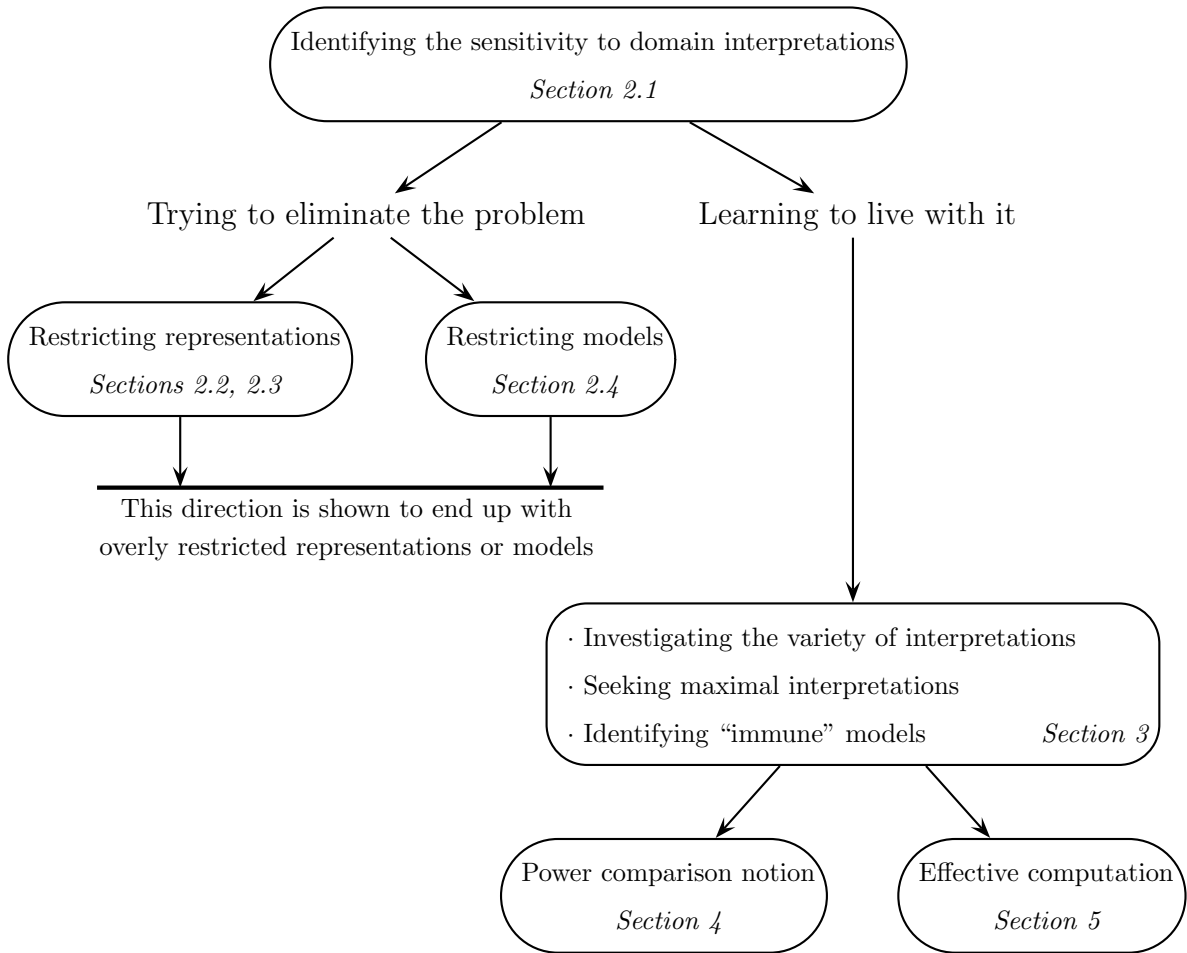 Identifying the sensitivity to domain interpretations
Section 2.1
Trying to eliminate the problem
Learning to live with it
Restricting representations
Sections 2.2, 2.3
Restricting models
Section 2.4
This direction is shown to end up with
overly restricted representations or models
· Investigating the variety of interpretations
· Seeking maximal interpretations
· Identifying “immune” models Section 3
Power comparison notion
Section 4
Effective computation
Section 5